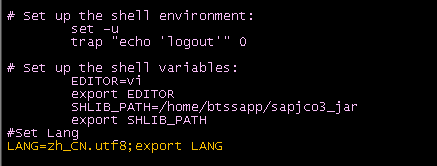 # Set up the shell environment:
        set -u
        trap "echo 'logout'" 0
# Set up the shell variables:
        EDITOR=vi
        export EDITOR
        SHLIB_PATH=/home/btssapp/sapjco3_jar
        export SHLIB_PATH
#Set Lang
LANG=zh_CN.utf8;export LANG